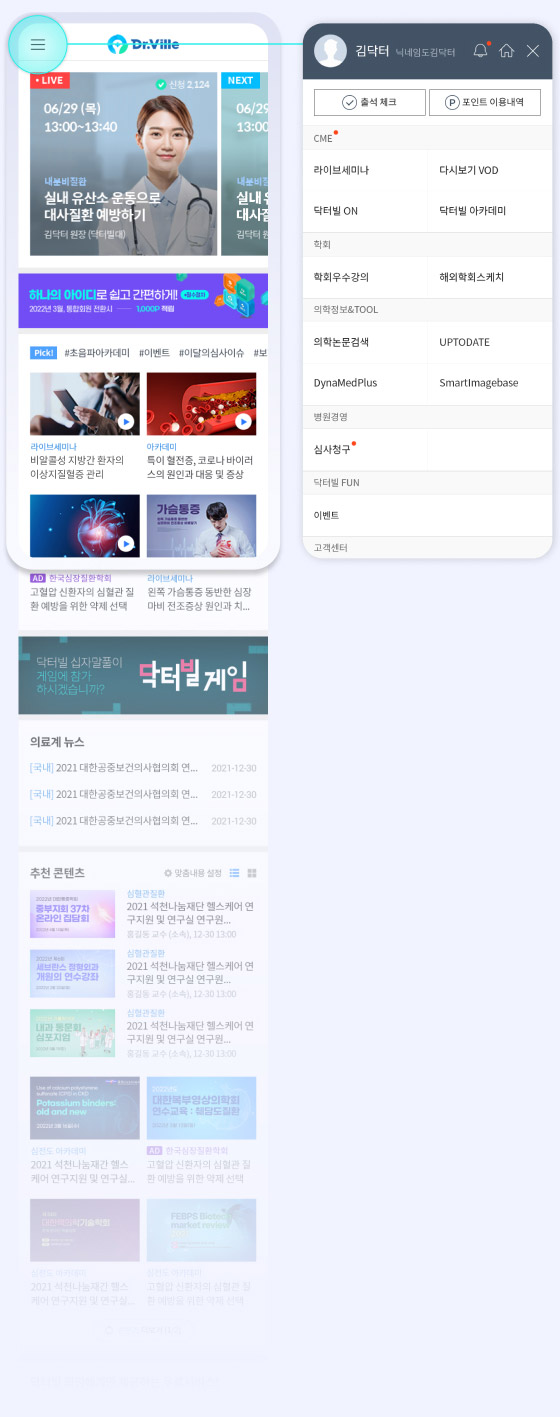 Dr.Ville
• LIVE
신청 2,124
NEXT
06/29 (목)
13:00~13:40
내분비질환
실내 유산소 운동으로
대사질환 예방하기
김닥터 원장 (닥터빌대)
하나의 아이디로 쉽고 간편하게!
2022년 3월, 통합회원 전환시
1,000P 적립
Pick!
#초음파아카데미 #이벤트 #이달의심사이슈 #보
라이브세미나
비알콜성 지방간 환자의
이상지질혈증 관리
아카데미
특이 혈전증, 코로나 바이러
스의 원인과 대응 및 증상
가슴통증
AD 한국심장질환학회
고혈압 신환자의 심혈관 질
환 예방을 위한 약제 선택
라이브세미나
왼쪽 가슴통증 동반한 심장
마비 전조증상 원인과 치...
닥터빌 십자말풀이
게임에 참가
하시겠습니까?
닥터빌게임
의료계 뉴스
[국내] 2021 대한공중보건의사협의회 연... 2021-12-30
[국내] 2021 대한공중보건의사협의회 연... 2021-12-30
[국내] 2021 대한공중보건의사협의회 연... 2021-12-30
추천 콘텐츠
맞춤내용 설정
중부지회 37차
온라인 집담회
심혈관질환
2021 석천나눔재단 헬스케어 연
구지원 및 연구실 연구원...
홍길동 교수 (소속), 12-30 13:00
세브란스 정형외과
개원의 연수강좌
심혈관질환
2021 석천나눔재단 헬스케어 연
구지원 및 연구실 연구원...
홍길동 교수 (소속), 12-30 13:00
내과 동문회
심포지엄
심혈관질환
2021 석천나눔재단 헬스케어 연
구지원 및 연구실 연구원...
홍길동 교수 (소속), 12-30 13:00
Potassium binders:
old and new
대한복부영상의학회
연수교육 : 췌담도질환
심전도 아카데미
2021 석천나눔재간 헬스
케어 연구지원 및 연구실...
AD 한국심장질환학회
고혈압 신환자의 심혈관 질
환 예방을 위한 약제 선택
FEBPS Biotec
market review
심전도 아카데미
2021 석천나눔재간 헬스
케어 연구지원 및 연구실...
심전도 아카데미
고혈압 신환자의 심혈관 질
환 예방을 위한 약제 선택
김닥터 닉네임도김닥터
출석 체크
P 포인트 이용내역
CME
라이브세미나
다시보기 VOD
닥터빌 ON
닥터빌 아카데미
학회
학회우수강의
해외학회스케치
의학정보&TOOL
의학논문검색
UPTODATE
DynaMedPlus
SmartImagebase
병원경영
심사청구
닥터빌 FUN
이벤트
고객센터